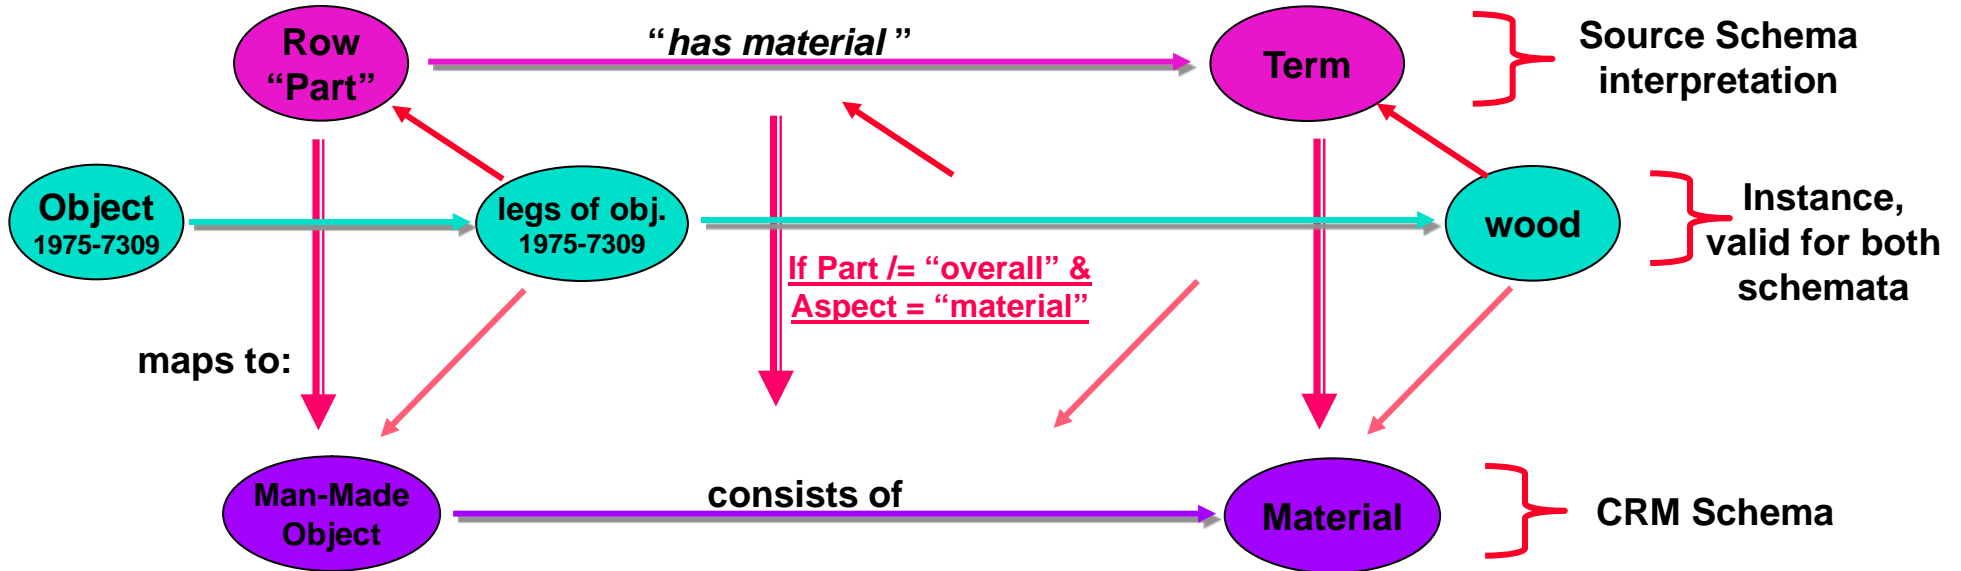 Row
“Part”
“has material ”
Term
Source Schema
interpretation
Object
1975-7309
legs of obj.
1975-7309
wood
Instance,
valid for both
schemata
If Part /= “overall” &
Aspect = “material”
maps to:
Man-Made
Object
consists of
Material
CRM Schema